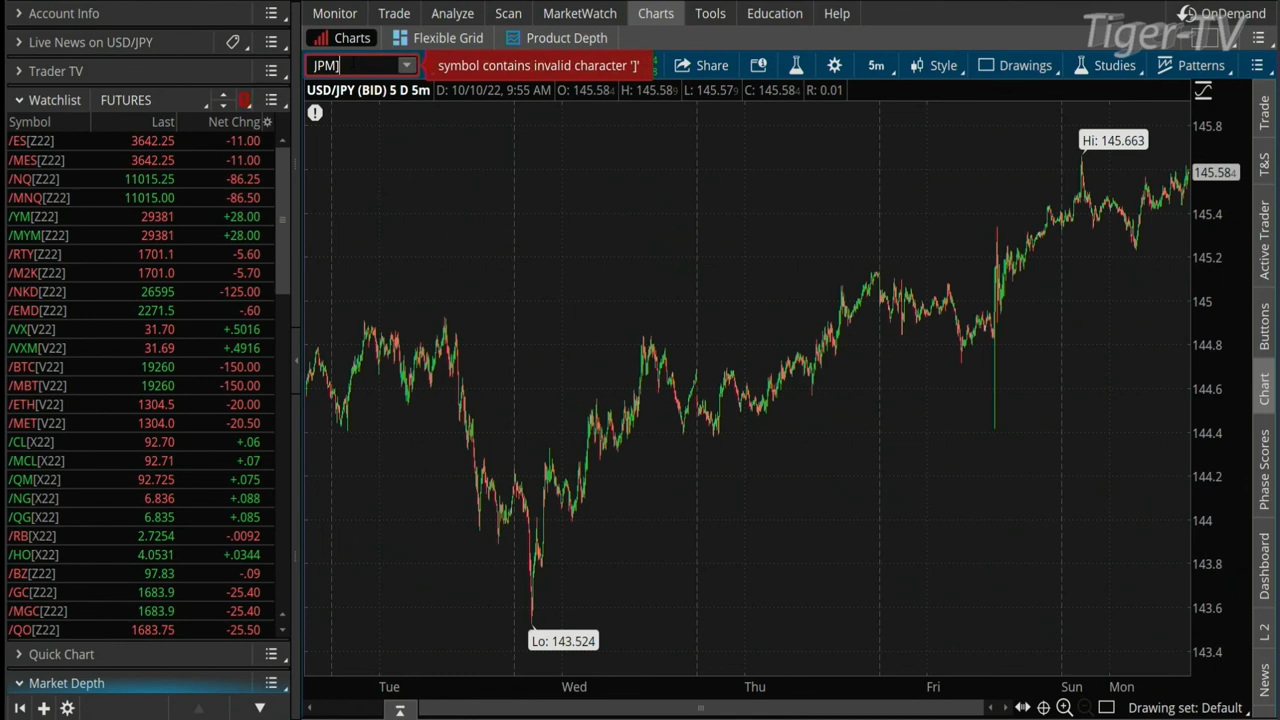 Account Info
Live News on USD/JPY
Trader TV
Watchlist FUTURES
Symbol Last Net Chng
/ES[Z22] 3642.25 -11.00
/MES[Z22] 3642.25 -11.00
/NQ[Z22] 11015.25 -86.25
/MNQ[Z22] 11015.00 -86.50
/YM[Z22] 29381 +28.00
/MYM[Z22] 29381 +28.00
/RTY[Z22] 1701.1 -5.60
/M2K[Z22] 1701.0 -5.70
/NKD[Z22] 26595 -125.00
/EMD[Z22] 2271.5 -.60
/VX[V22] 31.70 +.5016
/VXM[V22] 31.69 +.4916
/BTC[V22] 19260 -150.00
/MBT[V22] 19260 -150.00
/ETH[V22] 1304.5 -20.00
/MET[V22] 1304.0 -20.50
/CL[X22] 92.70 +.06
/MCL[X22] 92.71 +.07
/QM[X22] 92.725 +.075
/NG[X22] 6.836 +.088
/QG[X22] 6.835 +.085
/RB[X22] 2.7254 -.0092
/HO[X22] 4.0531 +.0344
/BZ[Z22] 97.83 -.09
/GC[Z22] 1683.9 -25.40
/MGC[Z22] 1683.9 -25.40
/QO[Z22] 1683.75 -25.50
Quick Chart
Market Depth
Monitor Trade Analyze Scan MarketWatch Charts Tools Education Help
OnDemand
Tiger-TV
Charts Flexible Grid Product Depth
JPM]
symbol contains invalid character ']'
Share 5m Style Drawings Studies Patterns
USD/JPY (BID) 5 D 5m D: 10/10/22, 9:55 AM O: 145.584 H: 145.589 L: 145.579 C: 145.584 R: 0.01
Hi: 145.663
Lo: 143.524
145.8
145.584
145.4
145.2
145
144.8
144.6
144.4
144.2
144
143.8
143.6
143.4
Tue Wed Thu Fri Sun Mon
Drawing set: Default
Trade
T&S
Active Trader
Buttons
Chart
Phase Scores
Dashboard
L 2
News